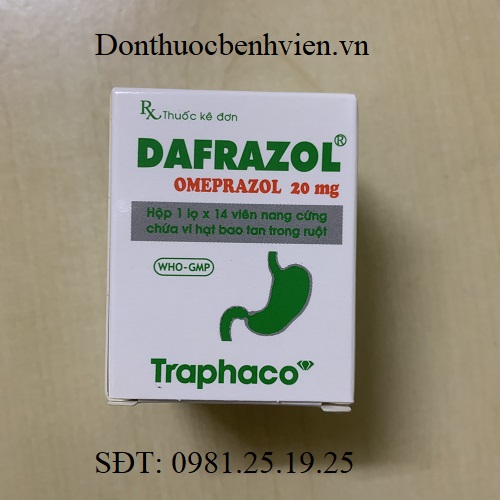 Donthuocbenhvien.vn
Rx Thuốc kê đơn
DAFRAZOL®
OMEPRAZOL 20 mg
Hộp 1 lọ x 14 viên nang cứng
chứa vi hạt bao tan trong ruột
WHO-GMP
Traphaco
SĐT: 0981.25.19.25